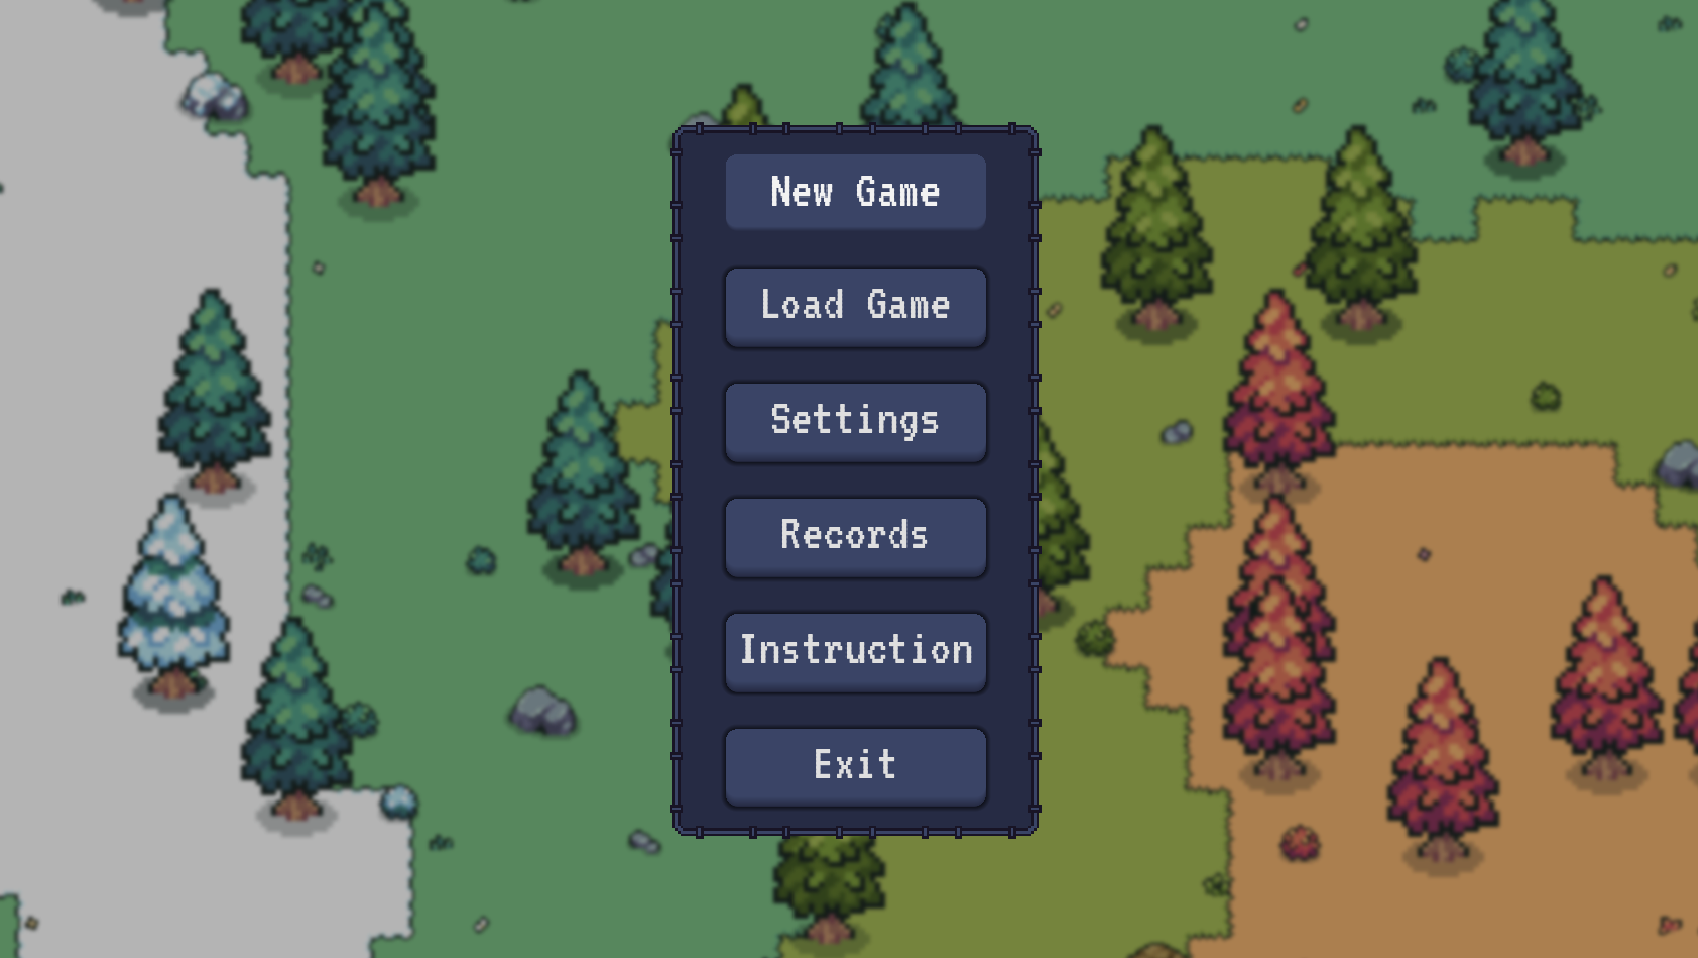 New Game
Load Game
Settings
Records
Instruction
Exit